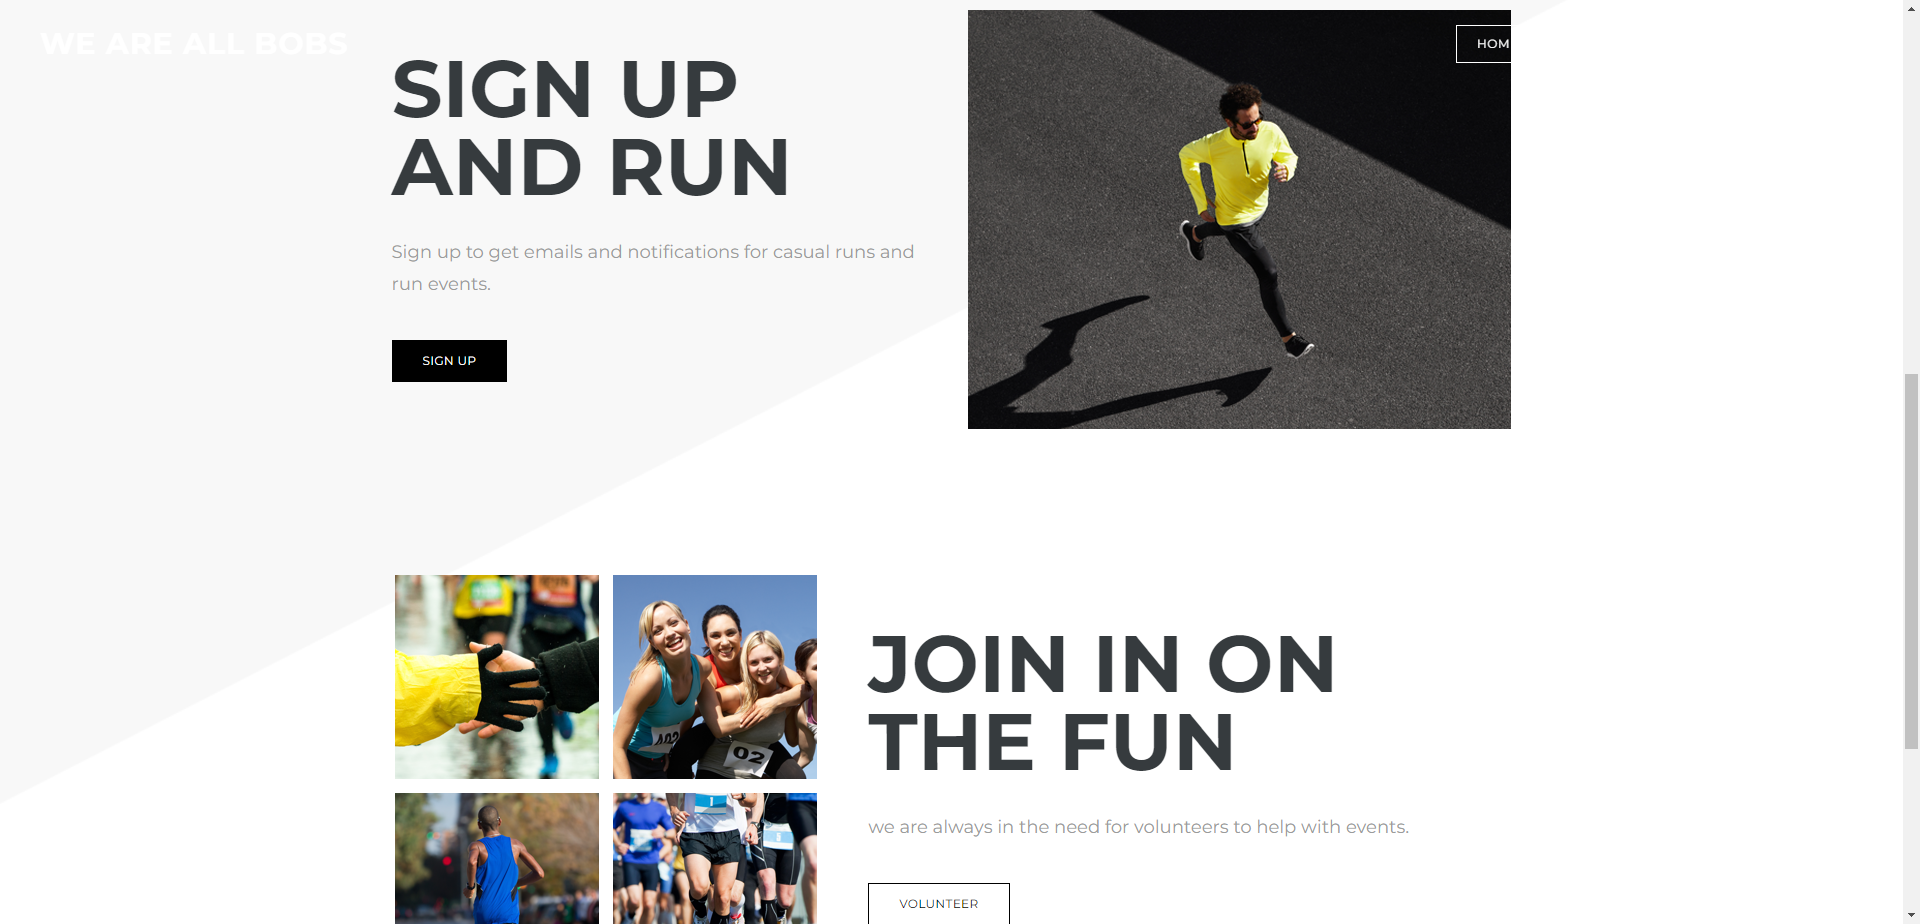 WE ARE ALL BOBS
HOM
SIGN UP
AND RUN
Sign up to get emails and notifications for casual runs and
run events.
SIGN UP
02
JOIN IN ON
THE FUN
we are always in the need for volunteers to help with events.
VOLUNTEER